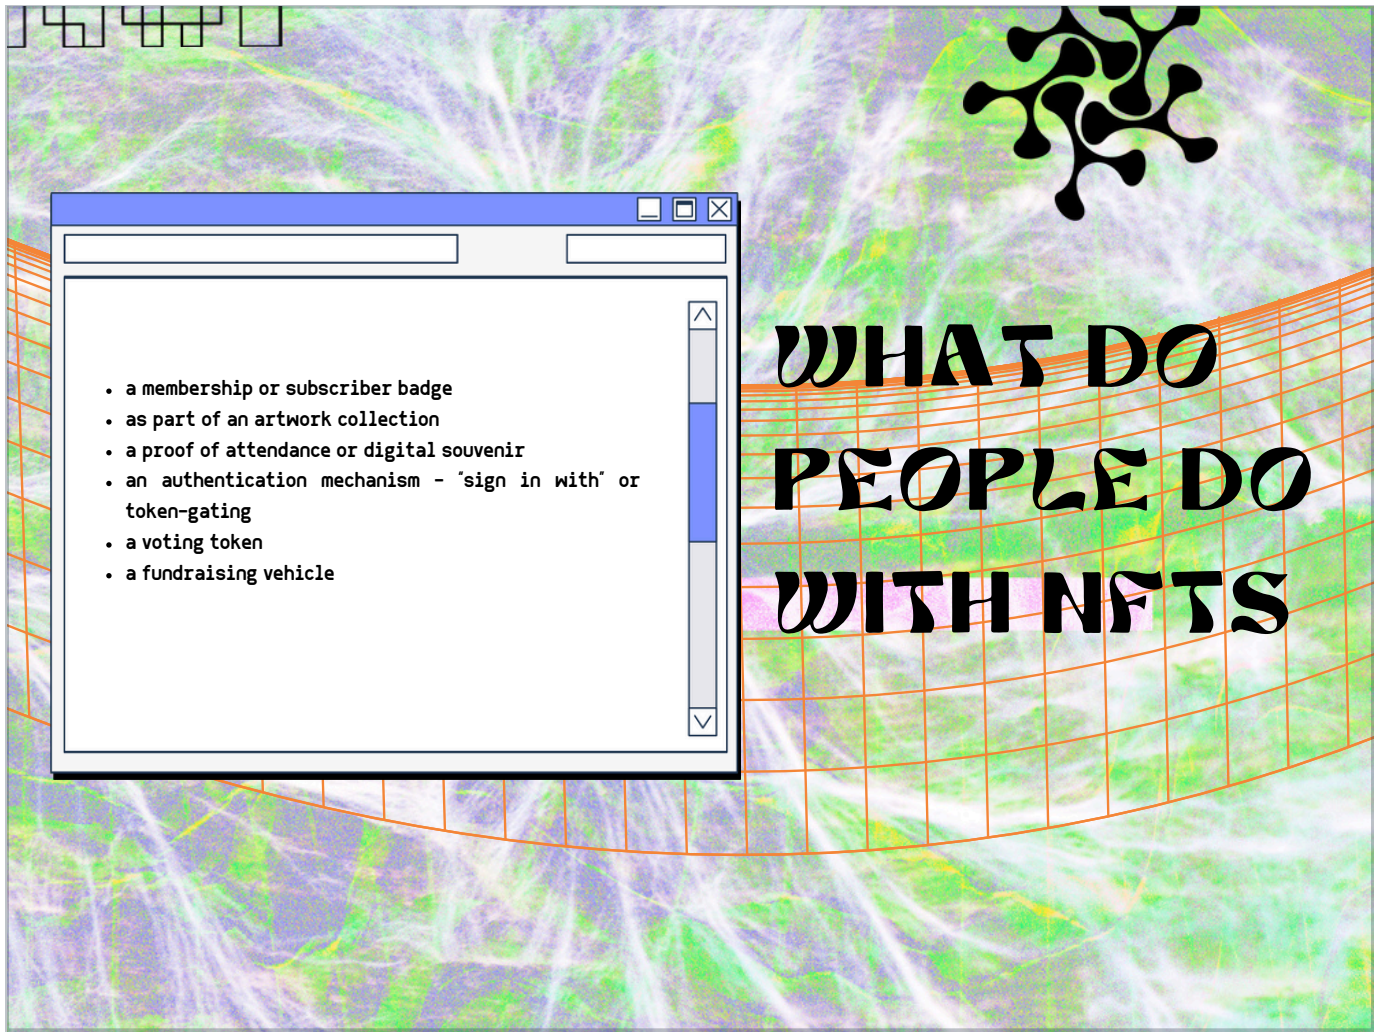 WHAT DO
PEOPLE DO
WITH NFTS
• a membership or subscriber badge
• as part of an artwork collection
• a proof of attendance or digital souvenir
• an authentication mechanism - "sign in with" or
token-gating
• a voting token
• a fundraising vehicle